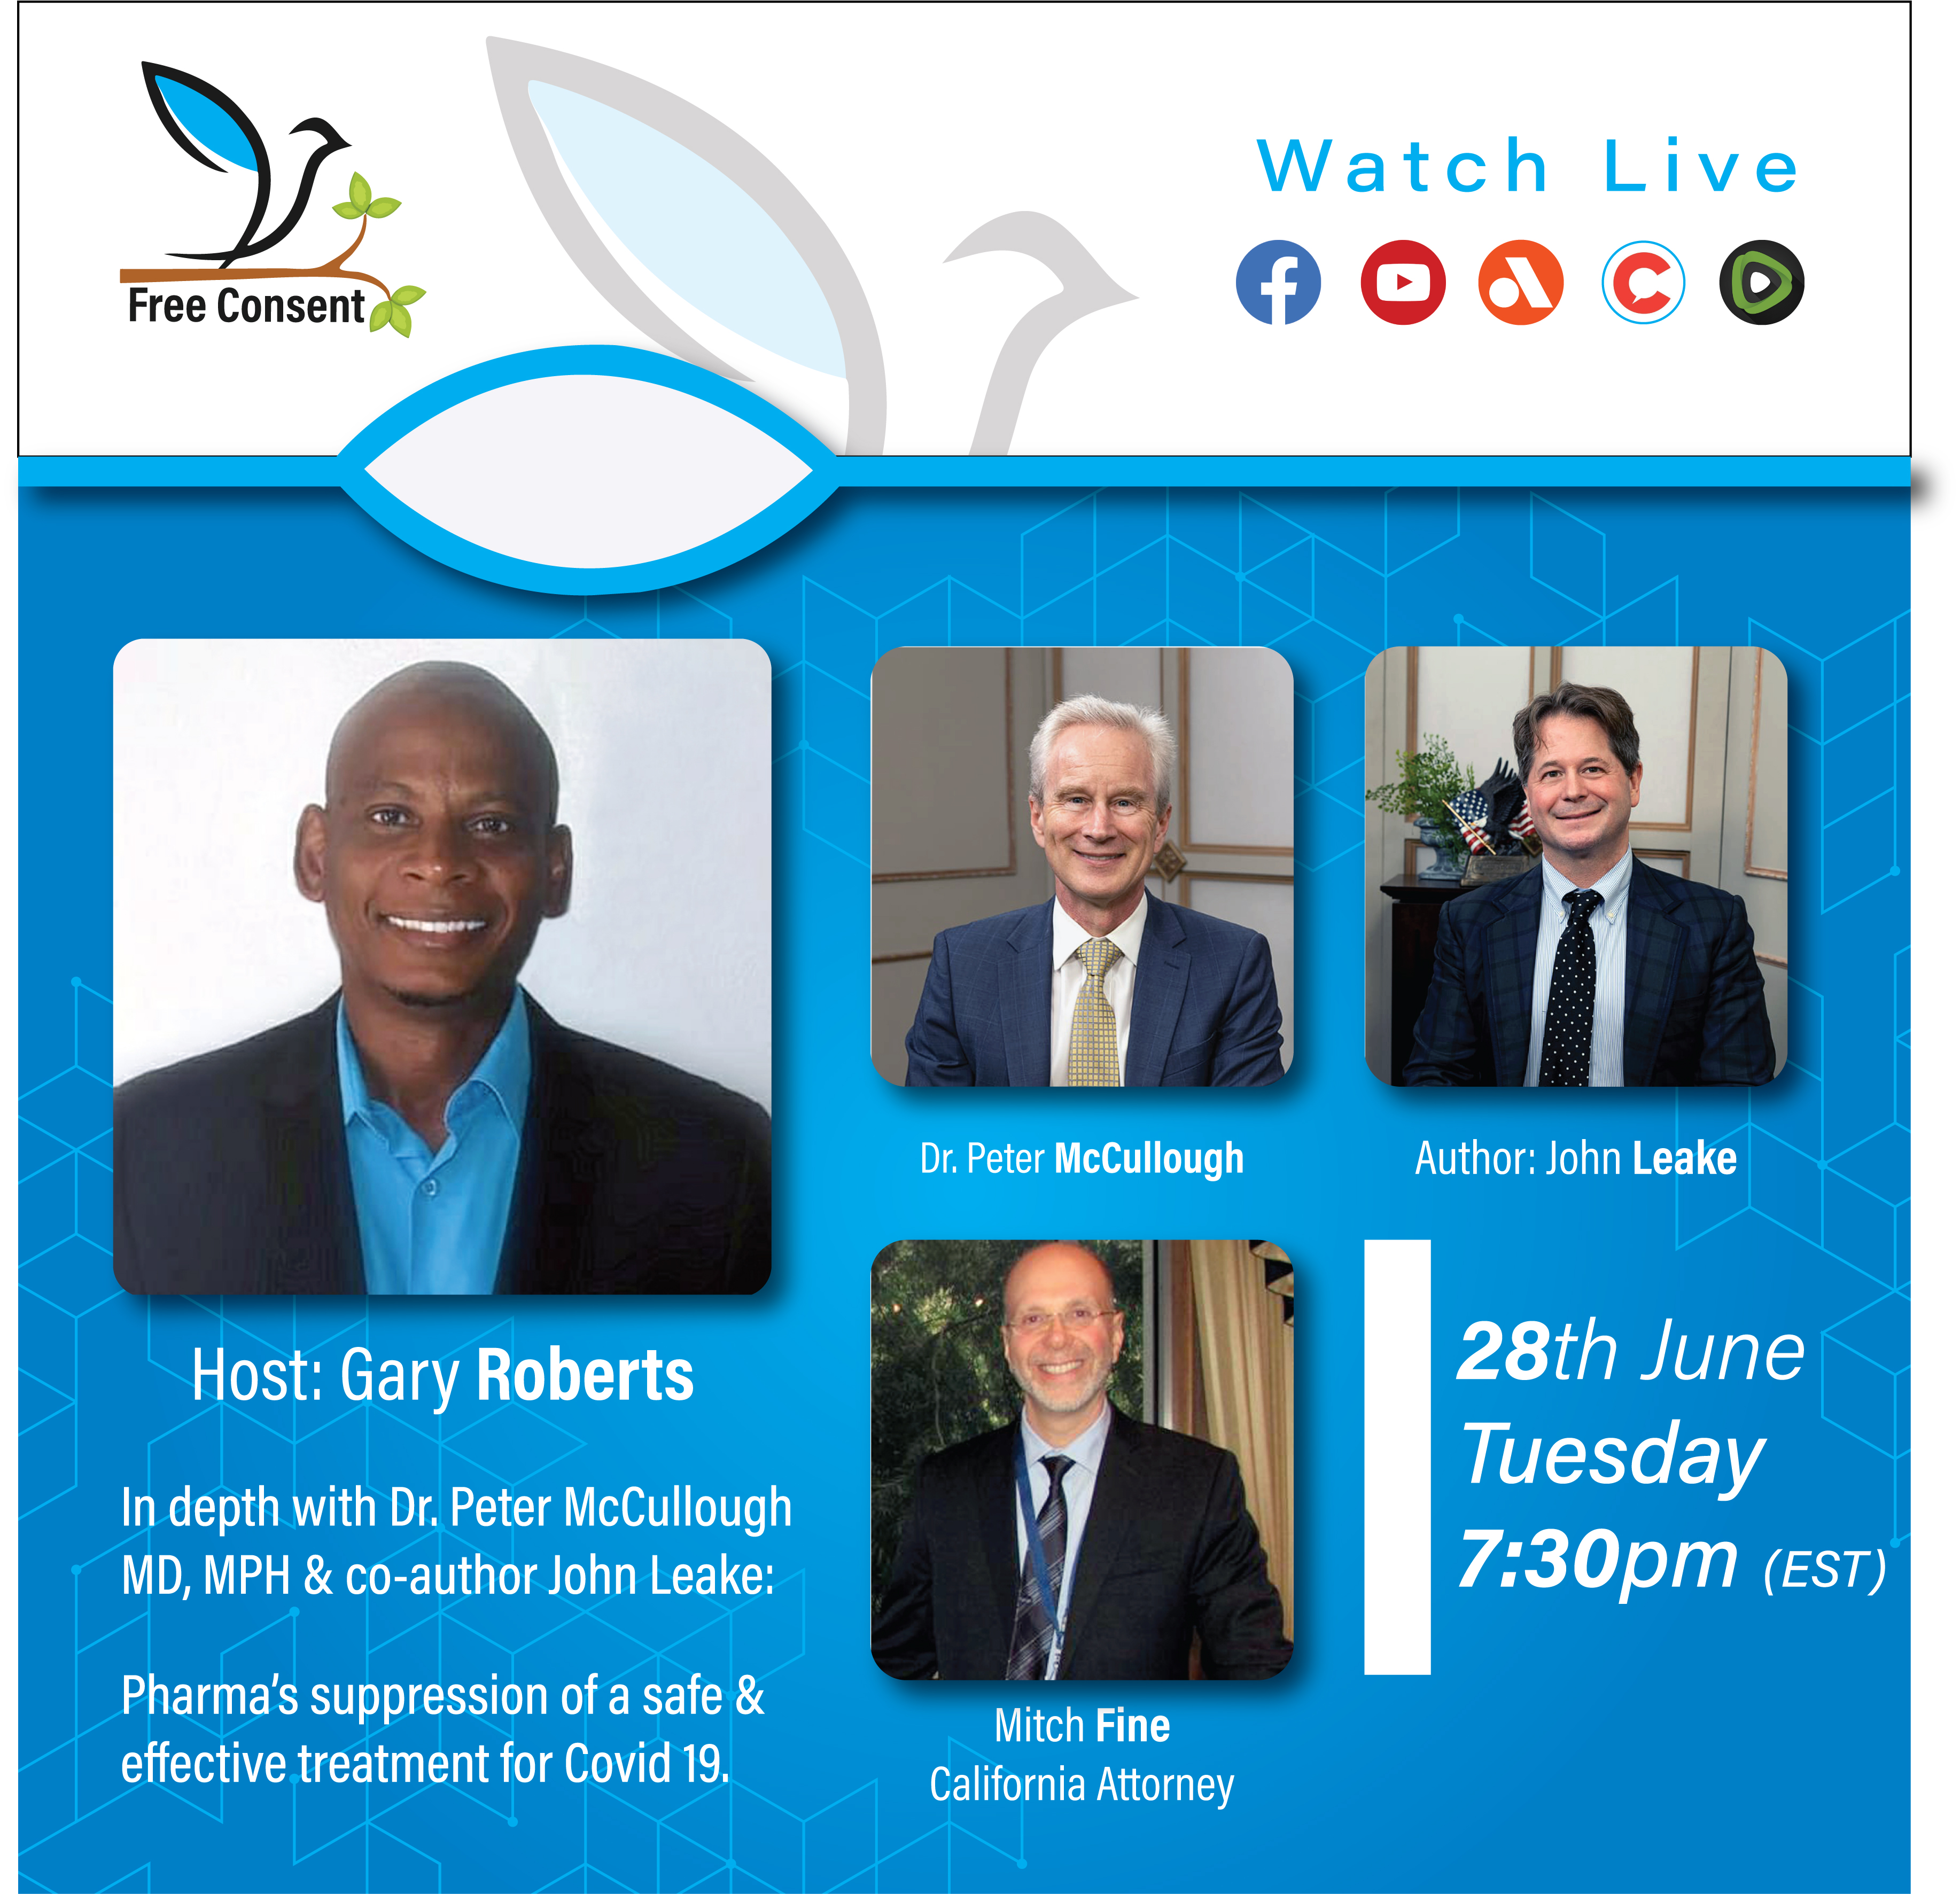 Free Consent
Watch Live
Dr. Peter McCullough
Author: John Leake
Host: Gary Roberts
In depth with Dr. Peter McCullough
MD, MPH & co-author John Leake:
Pharma's suppression of a safe &
effective treatment for Covid 19.
Mitch Fine
California Attorney
28th June
Tuesday
7:30pm (EST)